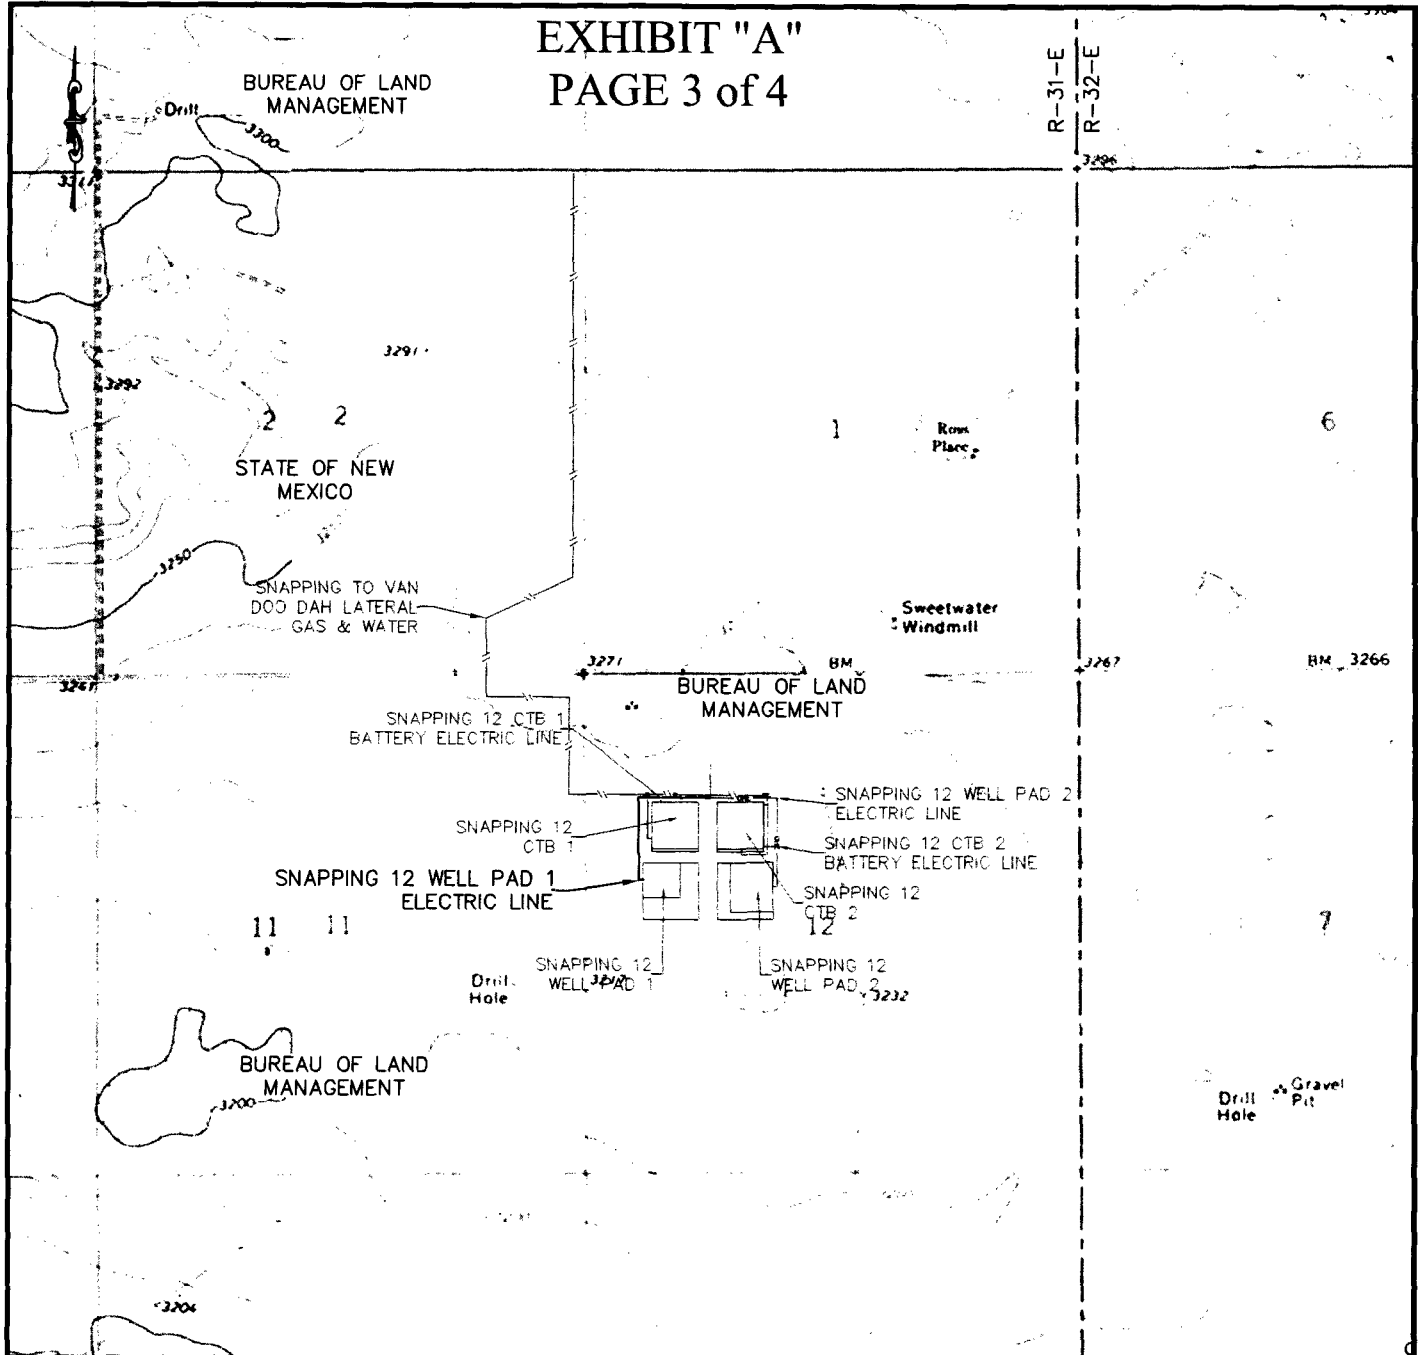 EXHIBIT "A"
PAGE 3 of 4
R-31-E
R-32-E
BUREAU OF LAND
MANAGEMENT
Drill
3300
3296
3291
3292
2
2
1
6
Ross
Place
STATE OF NEW
MEXICO
3250
SNAPPING TO VAN
DOO DAH LATERAL
GAS & WATER
Sweetwater
Windmill
3271
BM
3267
BM 3266
3261
BUREAU OF LAND
MANAGEMENT
SNAPPING 12 CTB 1
BATTERY ELECTRIC LINE
SNAPPING 12 WELL PAD 2
ELECTRIC LINE
SNAPPING 12
CTB 1
SNAPPING 12 CTB 2
BATTERY ELECTRIC LINE
SNAPPING 12 WELL PAD 1
ELECTRIC LINE
SNAPPING 12
CTB 2
11
11
12
7
SNAPPING 12
WELL PAD 1
SNAPPING 12
WELL PAD 2
Drill
Hole
3232
BUREAU OF LAND
MANAGEMENT
3200
Drill
Hole
Gravel
Pit
3204